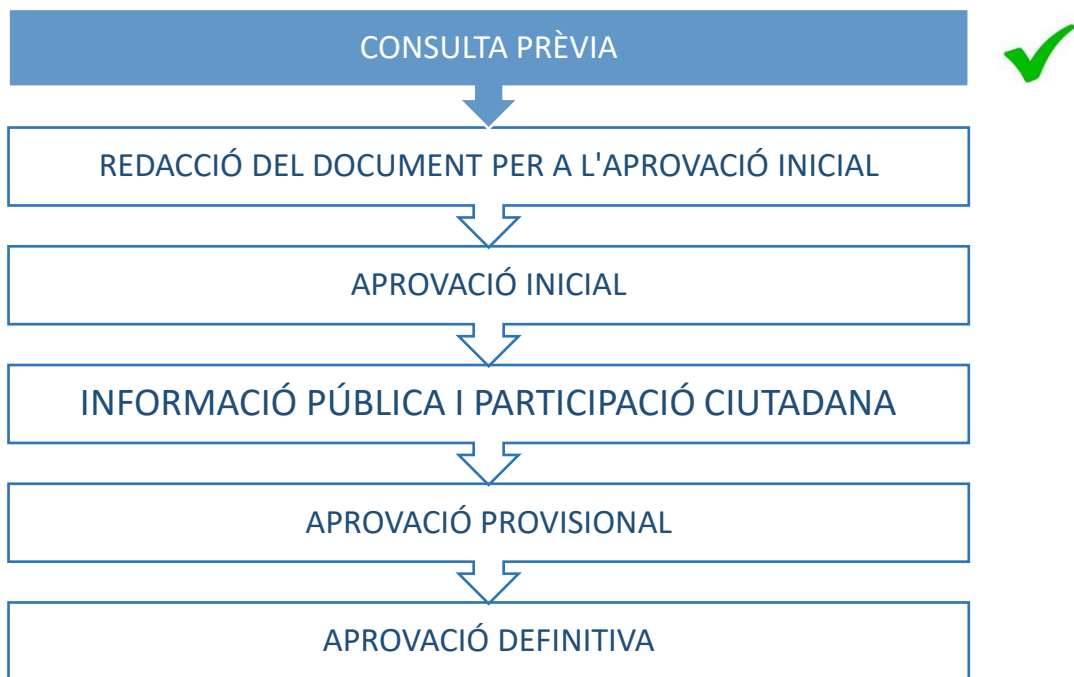 CONSULTA PRÈVIA
REDACCIÓ DEL DOCUMENT PER A L'APROVACIÓ INICIAL
APROVACIÓ INICIAL
INFORMACIÓ PÚBLICA I PARTICIPACIÓ CIUTADANA
APROVACIÓ PROVISIONAL
APROVACIÓ DEFINITIVA